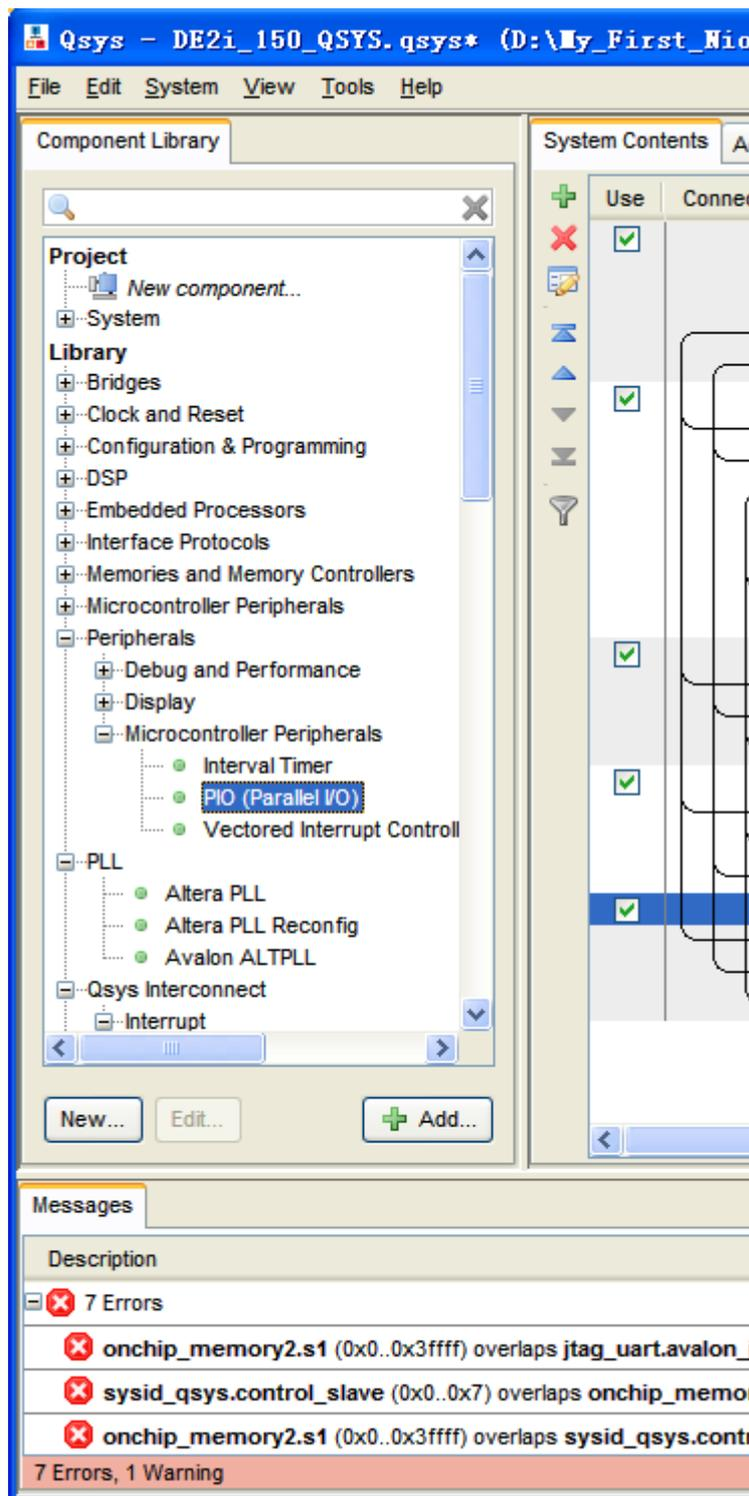 Qsys - DE2i_150_QSYS.qsys* (D:\My_First_Nio
File Edit System View Tools Help
Component Library
Project
New component...
System
Library
Bridges
Clock and Reset
Configuration & Programming
DSP
Embedded Processors
Interface Protocols
Memories and Memory Controllers
Microcontroller Peripherals
Peripherals
Debug and Performance
Display
Microcontroller Peripherals
Interval Timer
PIO (Parallel I/O)
Vectored Interrupt Controll
PLL
Altera PLL
Altera PLL Reconfig
Avalon ALTPLL
Qsys Interconnect
Interrupt
New... Edit... Add...
System Contents A
Use Connec
Messages
Description
7 Errors
onchip_memory2.s1 (0x0..0x3ffff) overlaps jtag_uart.avalon_j
sysid_qsys.control_slave (0x0..0x7) overlaps onchip_memor
onchip_memory2.s1 (0x0..0x3ffff) overlaps sysid_qsys.contr
7 Errors, 1 Warning